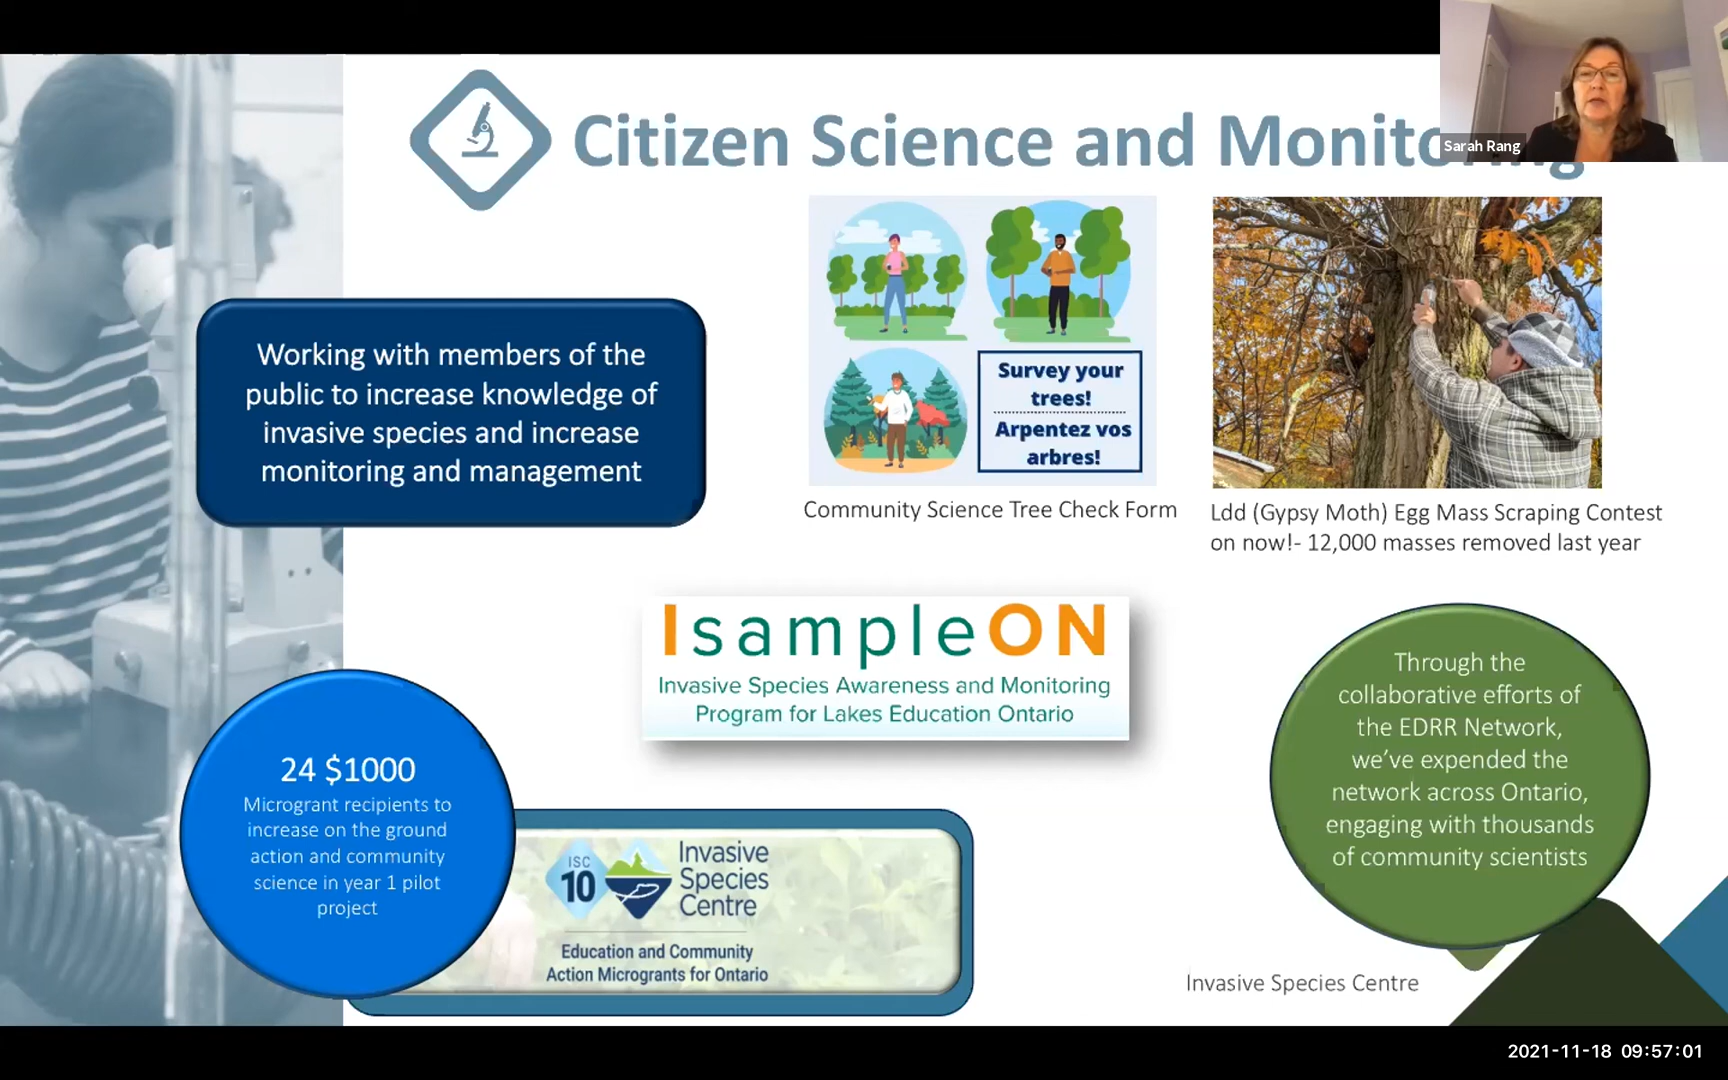 Citizen Science and Monitoring
Sarah Rang
Working with members of the
public to increase knowledge of
invasive species and increase
monitoring and management
Survey your
trees!
Arpentez vos
arbres!
Community Science Tree Check Form
Ldd (Gypsy Moth) Egg Mass Scraping Contest
on now!- 12,000 masses removed last year
IsampleON
Invasive Species Awareness and Monitoring
Program for Lakes Education Ontario
24 $1000
Microgrant recipients to
increase on the ground
action and community
science in year 1 pilot
project
ISC
10
Invasive
Species
Centre
Education and Community
Action Microgrants for Ontario
Through the
collaborative efforts of
the EDRR Network,
we've expended the
network across Ontario,
engaging with thousands
of community scientists
Invasive Species Centre
2021-11-18 09:57:01